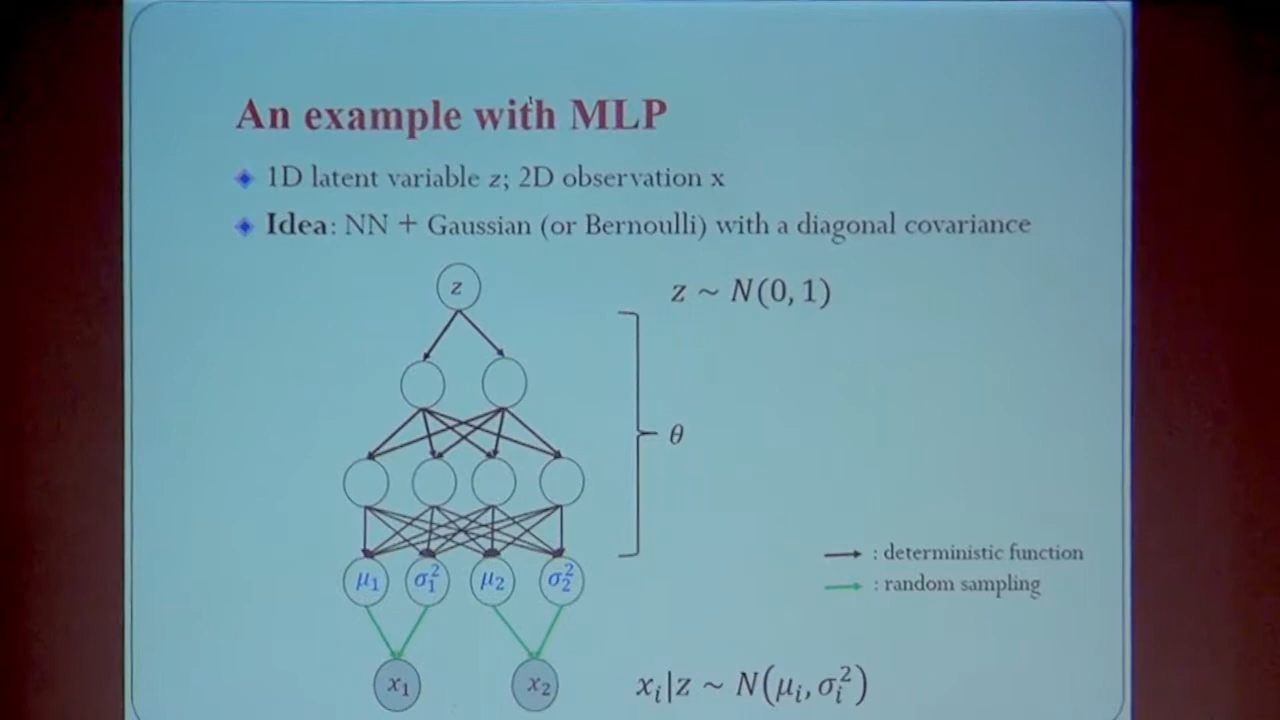 An example with MLP
1D latent variable z; 2D observation x
Idea: NN + Gaussian (or Bernoulli) with a diagonal covariance
z
z ~ N(0, 1)
θ
: deterministic function
μ₁ σ₁² μ₂ σ₂²
: random sampling
x₁ x₂
xᵢ|z ~ N(μᵢ, σᵢ²)